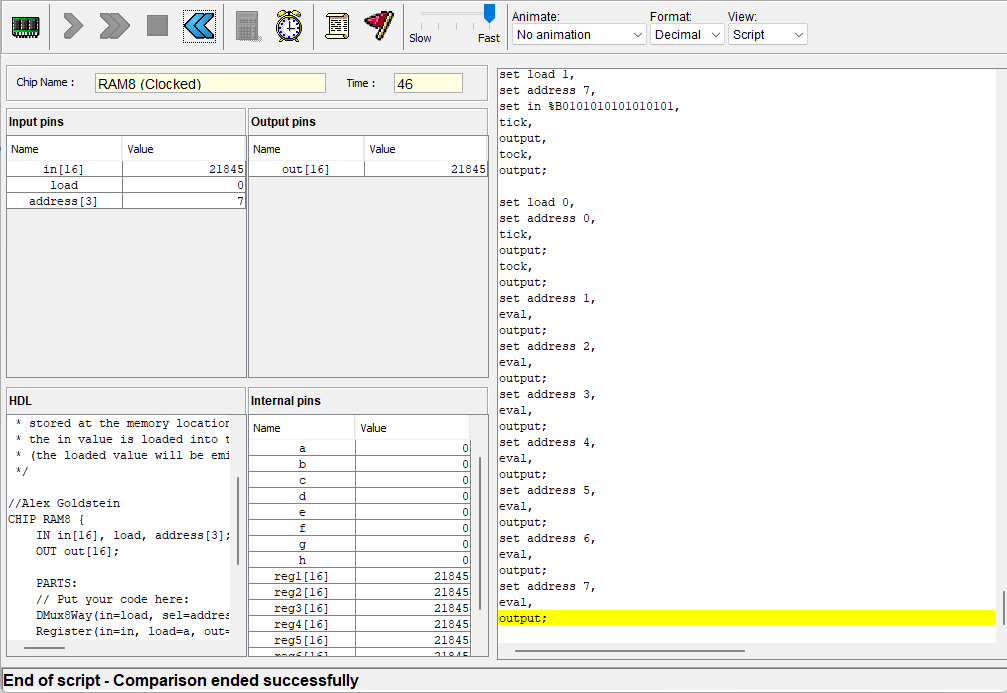 Slow
Fast
Animate:
No animation
Format:
Decimal
View:
Script
Chip Name :
RAM8 (Clocked)
Time :
46
Input pins
Name Value
in[16] 21845
load 0
address[3] 7
Output pins
Name Value
out[16] 21845
HDL
* stored at the memory location
* the in value is loaded into t
* (the loaded value will be emi
*/
//Alex Goldstein
CHIP RAM8 {
IN in[16], load, address[3];
OUT out[16];
PARTS:
// Put your code here:
DMux8Way(in=load, sel=addres
Register(in=in, load=a, out=
Internal pins
Name Value
a 0
b 0
c 0
d 0
e 0
f 0
g 0
h 0
reg1[16] 21845
reg2[16] 21845
reg3[16] 21845
reg4[16] 21845
reg5[16] 21845
reg6[16] 21845
set load 1,
set address 7,
set in %B0101010101010101,
tick,
output,
tock,
output;
set load 0,
set address 0,
tick,
output;
tock,
output;
set address 1,
eval,
output;
set address 2,
eval,
output;
set address 3,
eval,
output;
set address 4,
eval,
output;
set address 5,
eval,
output;
set address 6,
eval,
output;
set address 7,
eval,
output;
End of script - Comparison ended successfully